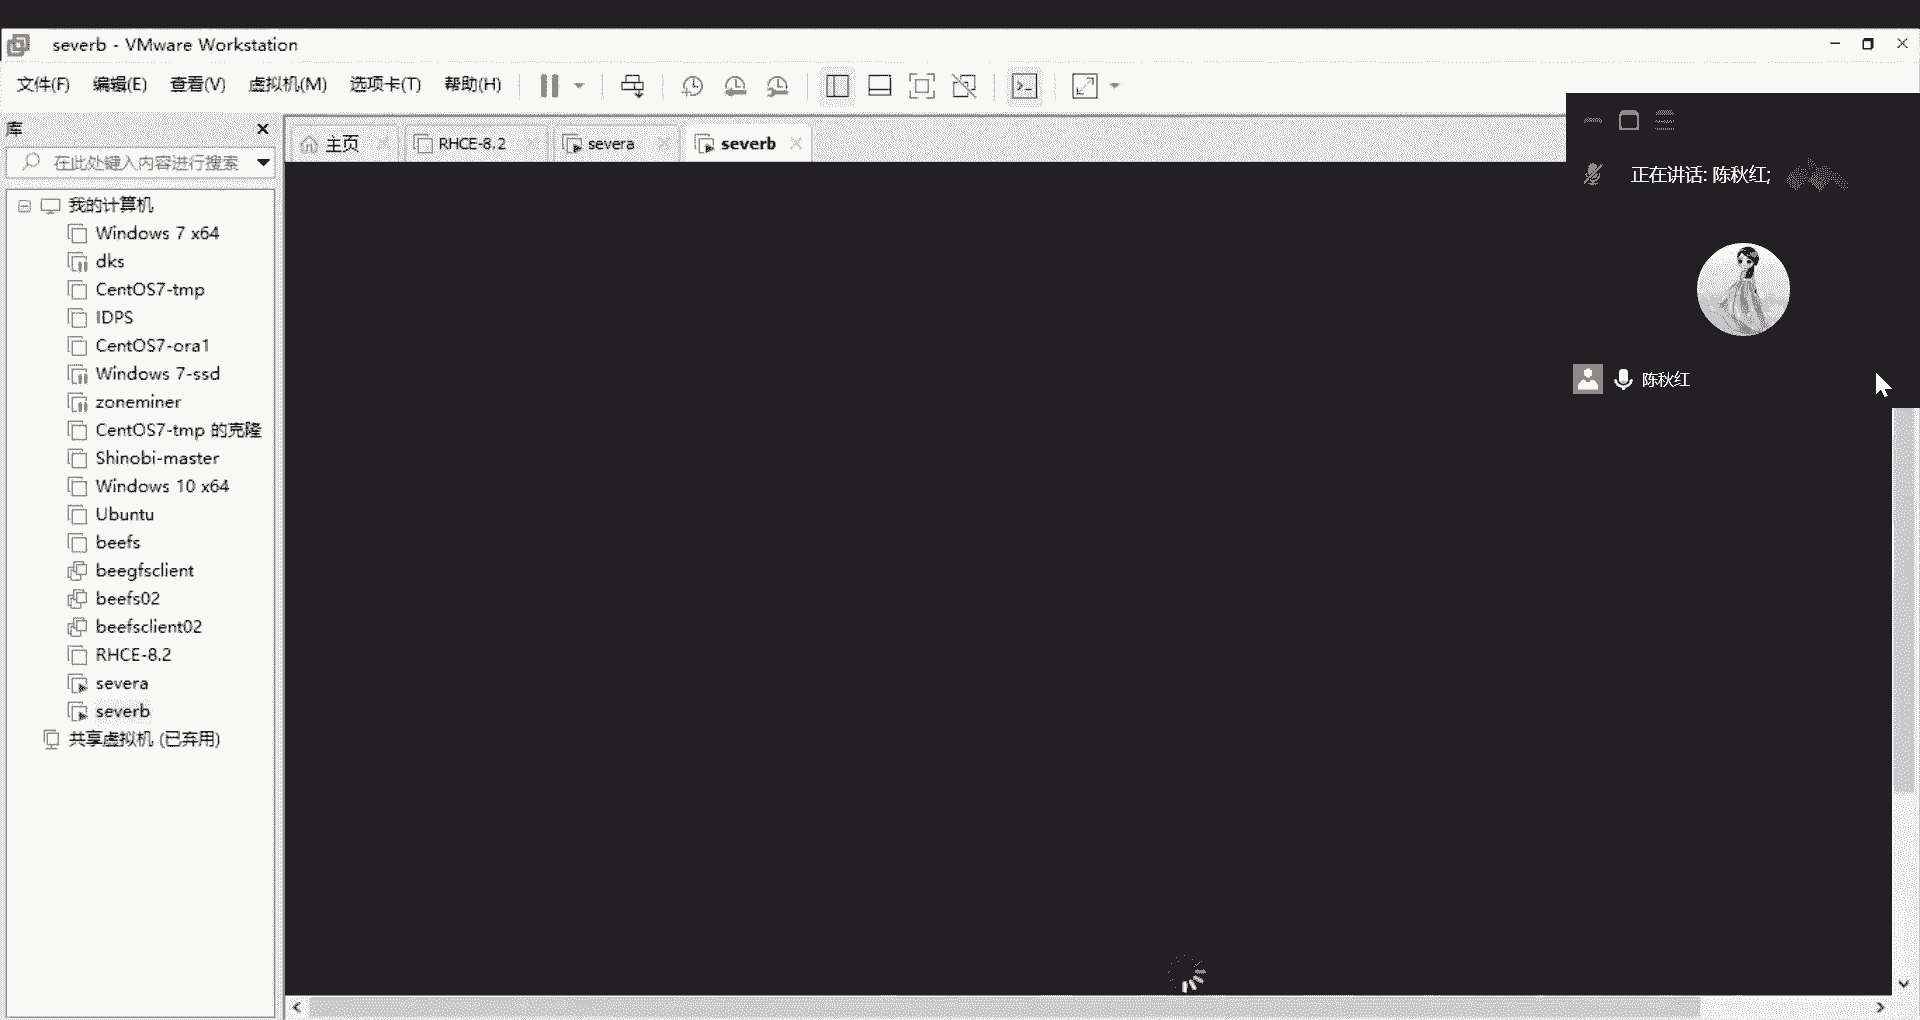 severb - VMware Workstation
文件(F) 编辑(E) 查看(V) 虚拟机(M) 选项卡(T) 帮助(H)
库
主页 RHCE-8.2 severa severb
在此处键入内容进行搜索
正在讲话: 陈秋红;
陈秋红
我的计算机
Windows 7 x64
dks
CentOS7-tmp
IDPS
CentOS7-ora1
Windows 7-ssd
zoneminer
CentOS7-tmp 的克隆
Shinobi-master
Windows 10 x64
Ubuntu
beefs
beegfsclient
beefs02
beefsclient02
RHCE-8.2
severa
severb
共享虚拟机 (已弃用)